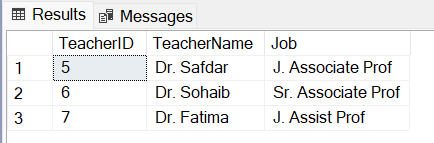 Results Messages
TeacherID TeacherName Job
1 5 Dr. Safdar J. Associate Prof
2 6 Dr. Sohaib Sr. Associate Prof
3 7 Dr. Fatima J. Assist Prof